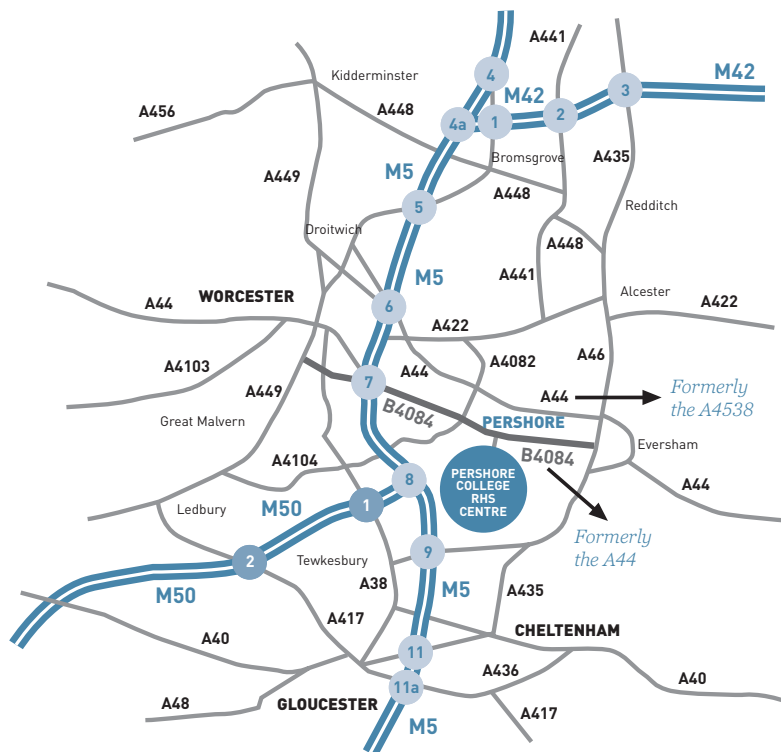 A441
M42
Kidderminster
4
3
A456
A448
M42
4a
1
2
Bromsgrove
A435
M5
A449
A448
5
Redditch
Droitwich
A448
A441
M5
WORCESTER
A44
6
Alcester
A422
A422
A4103
A4082
A46
7
A44
A449
A44
Formerly
the A4538
B4084
PERSHORE
Great Malvern
B4084
Eversham
A4104
PERSHORE
COLLEGE
RHS
CENTRE
8
A44
Ledbury
M50
1
Formerly
the A44
9
Tewkesbury
2
A38
M5
A435
M50
A417
CHELTENHAM
A40
11
A436
A40
11a
A48
GLOUCESTER
A417
M5